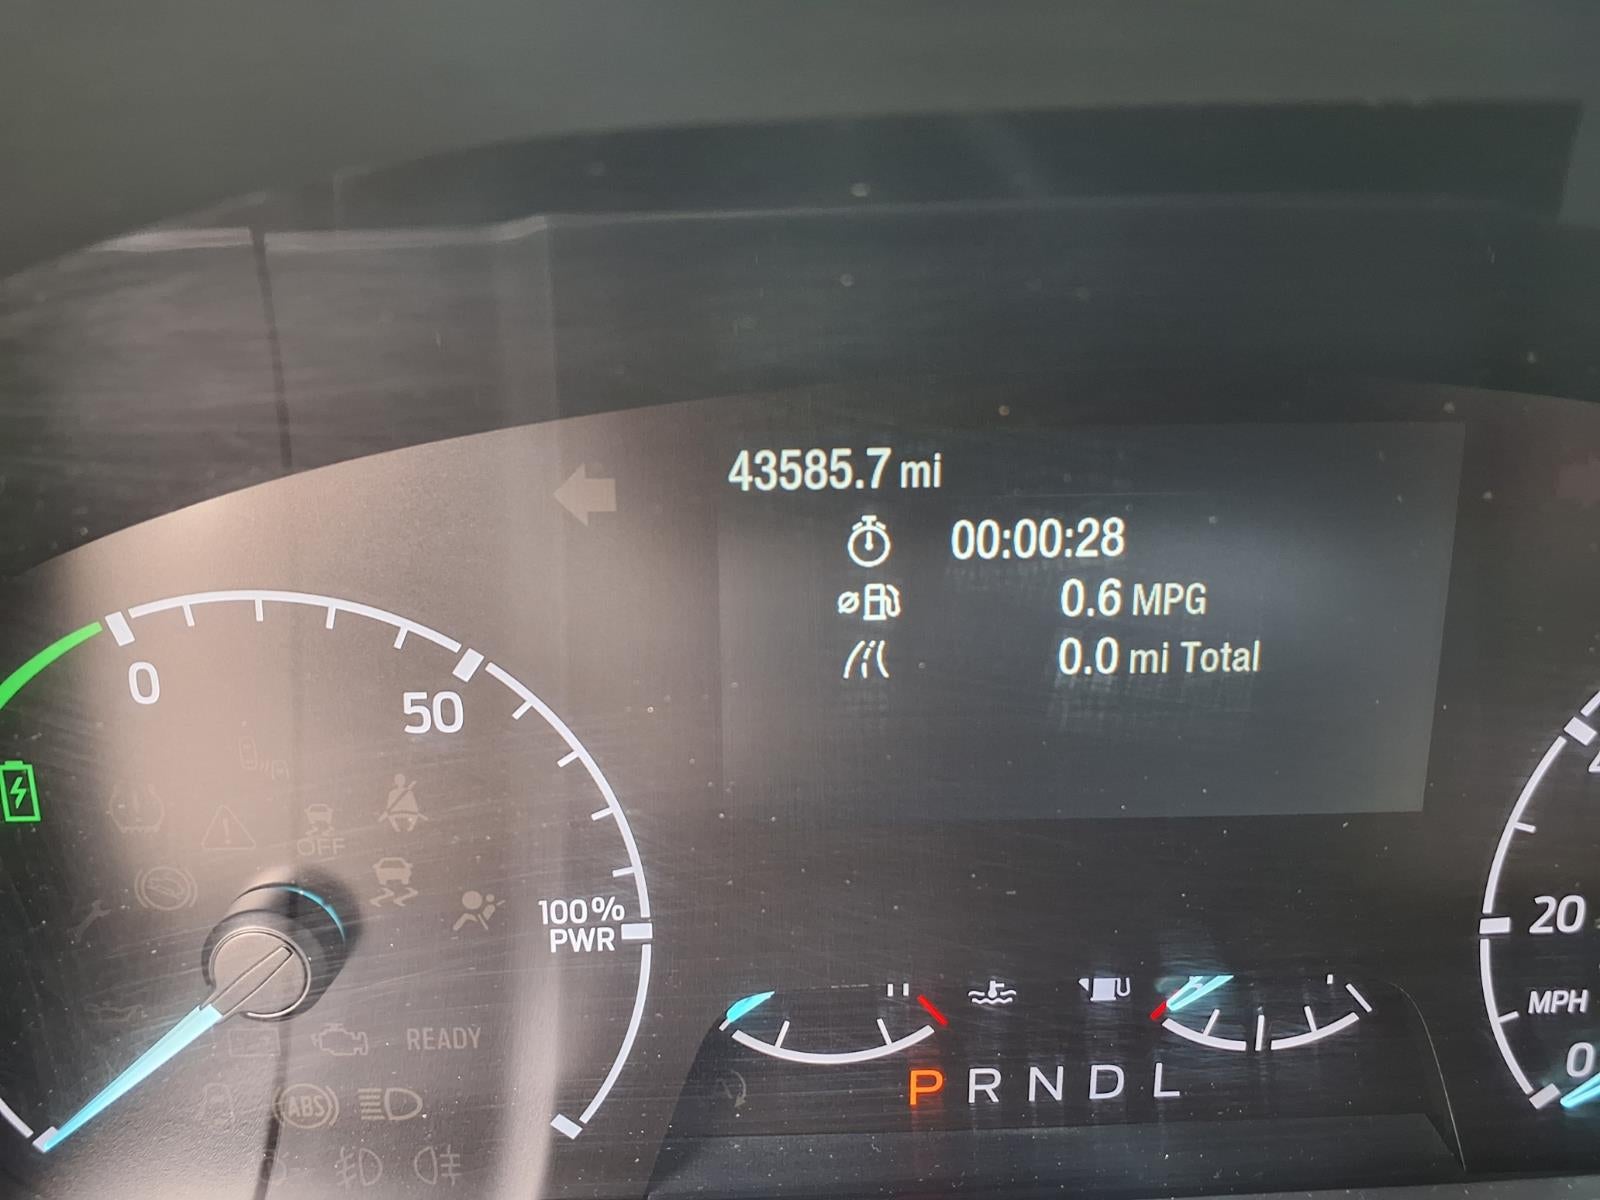 43585.7 mi
00:00:28
0.6 MPG
0.0 mi Total
0
50
OFF
100%
PWR
20
MPH
READY
0
P R N D L
ABS